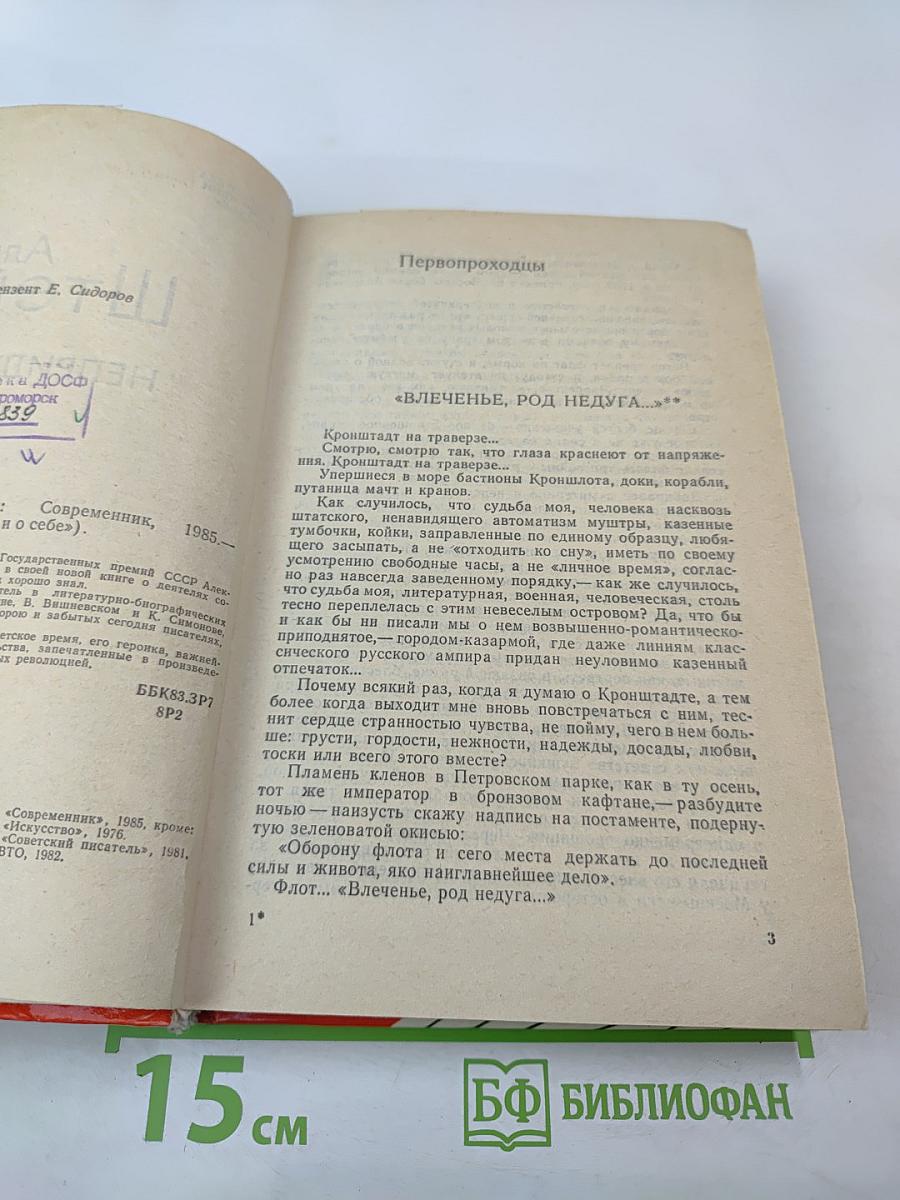 ензент Е. Сидоров
ека ДОСФ
роморск
839
W
: Современник, 1985.—
и о себе»).
Государственных премий СССР Алек-
в своей новой книге о деятелях со-
х хорошо знал.
тель в литературно-биографических
не, В. Вишневском и К. Симонове,
орою и забытых сегодня писателях,
етское время, его героика, важней-
ьства, запечатленные в произведе-
ых революцией.
ББК83.3Р7
8Р2
«Современник», 1985, кроме:
«Искусство», 1976.
«Советский писатель», 1981,
ВТО, 1982.
Первопроходцы
«ВЛЕЧЕНЬЕ, РОД НЕДУГА...»**
Кронштадт на траверзе...
Смотрю, смотрю так, что глаза краснеют от напряже-
ния. Кронштадт на траверзе...
Упершиеся в море бастионы Кроншлота, доки, корабли,
путаница мачт и кранов.
Как случилось, что судьба моя, человека насквозь
штатского, ненавидящего автоматизм муштры, казенные
тумбочки, койки, заправленные по единому образцу, любя-
щего засыпать, а не «отходить ко сну», иметь по своему
усмотрению свободные часы, а не «личное время», соглас-
но раз навсегда заведенному порядку,— как же случилось,
что судьба моя, литературная, военная, человеческая, столь
тесно переплелась с этим невеселым островом? Да, что бы
и как бы ни писали мы о нем возвышенно-романтическо-
приподнятое,— городом-казармой, где даже линиям клас-
сического русского ампира придан неуловимо казенный
отпечаток...
Почему всякий раз, когда я думаю о Кронштадте, а тем
более когда выходит мне вновь повстречаться с ним, тес-
нит сердце странностью чувства, не пойму, чего в нем боль-
ше: грусти, гордости, нежности, надежды, досады, любви,
тоски или всего этого вместе?
Пламень кленов в Петровском парке, как в ту осень,
тот же император в бронзовом кафтане,— разбудите
ночью — наизусть скажу надпись на постаменте, подерну-
тую зеленоватой окисью:
«Оборону флота и сего места держать до последней
силы и живота, яко наиглавнейшее дело».
Флот... «Влеченье, род недуга...»
1*
3
15 см
БФ БИБЛИОФАН